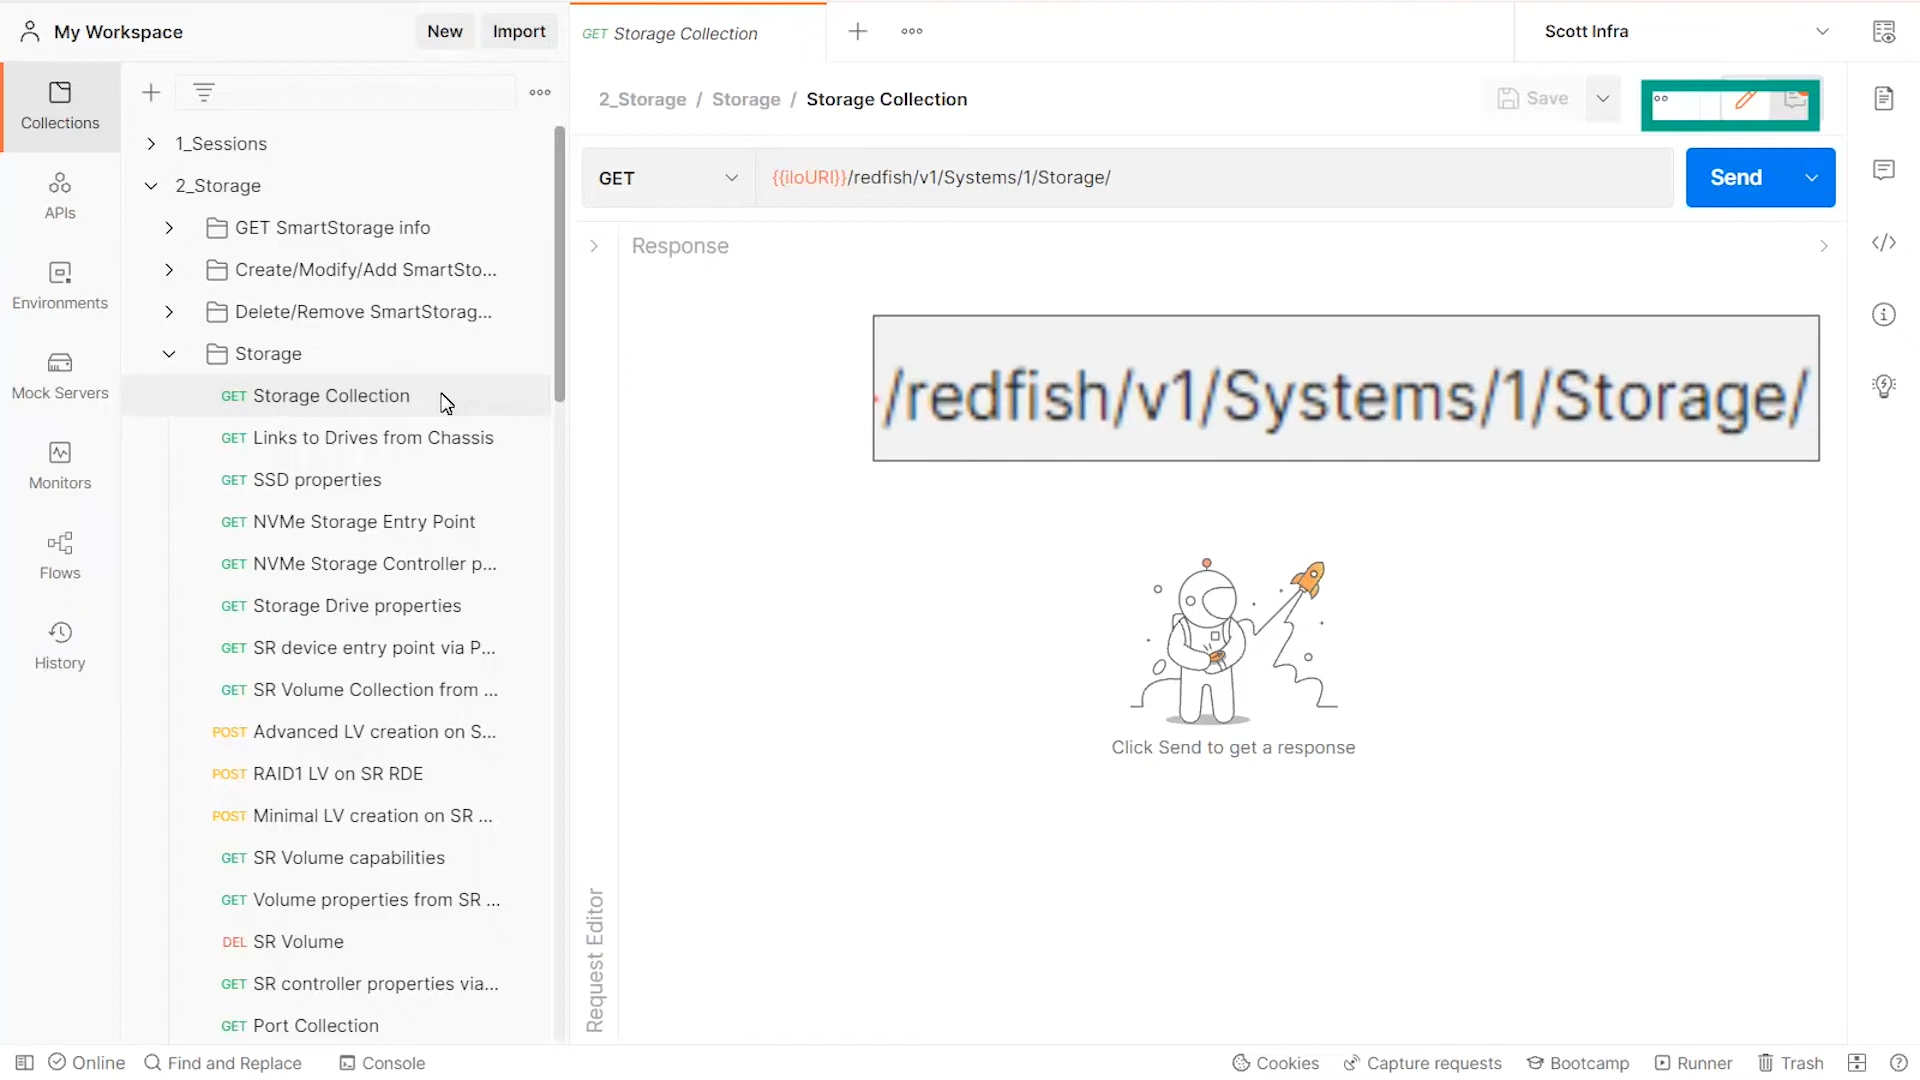 My Workspace
New
Import
GET Storage Collection
Scott Infra
Collections
2_Storage / Storage / Storage Collection
Save
1_Sessions
2_Storage
GET
{{iloURI}}/redfish/v1/Systems/1/Storage/
Send
APIs
GET SmartStorage info
Response
Create/Modify/Add SmartSto...
Environments
Delete/Remove SmartStorag...
Storage
/redfish/v1/Systems/1/Storage/
Mock Servers
GET Storage Collection
GET Links to Drives from Chassis
Monitors
GET SSD properties
GET NVMe Storage Entry Point
Flows
GET NVMe Storage Controller p...
GET Storage Drive properties
History
GET SR device entry point via P...
GET SR Volume Collection from ...
POST Advanced LV creation on S...
Click Send to get a response
POST RAID1 LV on SR RDE
POST Minimal LV creation on SR ...
GET SR Volume capabilities
GET Volume properties from SR ...
DEL SR Volume
Request Editor
GET SR controller properties via...
GET Port Collection
Online
Find and Replace
Console
Cookies
Capture requests
Bootcamp
Runner
Trash